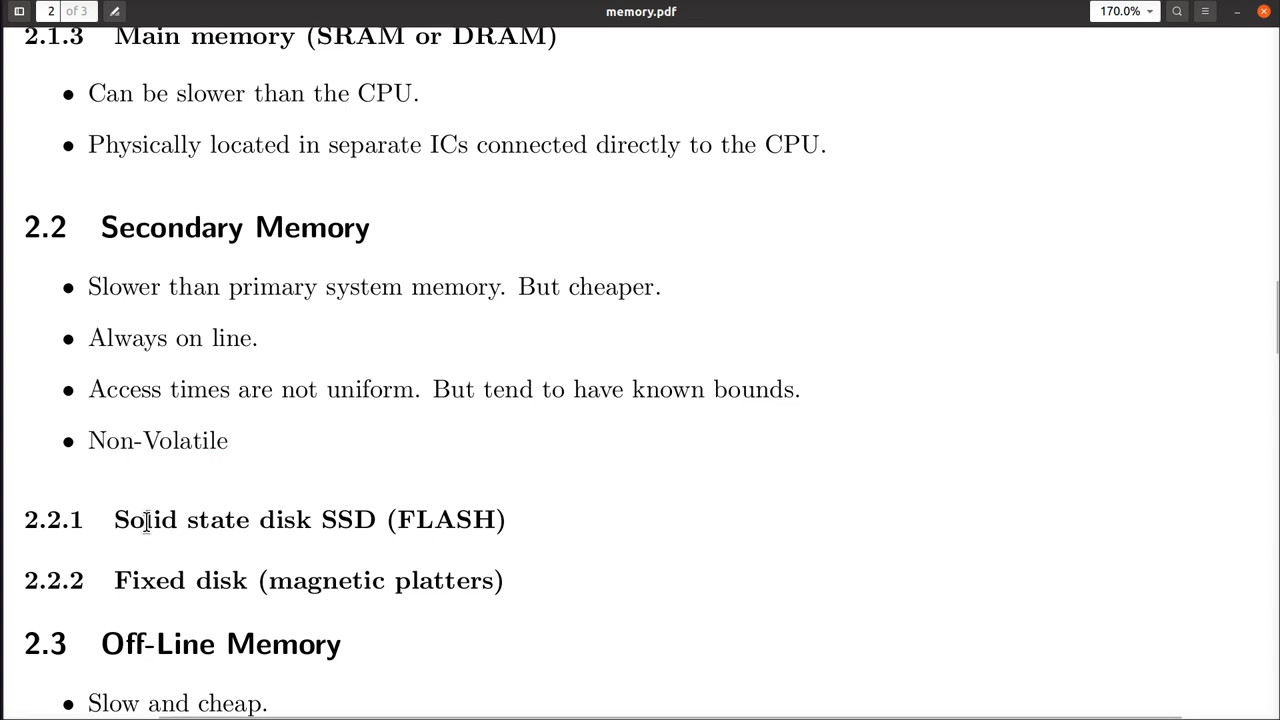 2 of 3 memory.pdf 170.0%
2.1.3 Main memory (SRAM or DRAM)
• Can be slower than the CPU.
• Physically located in separate ICs connected directly to the CPU.
2.2 Secondary Memory
• Slower than primary system memory. But cheaper.
• Always on line.
• Access times are not uniform. But tend to have known bounds.
• Non-Volatile
2.2.1 Solid state disk SSD (FLASH)
2.2.2 Fixed disk (magnetic platters)
2.3 Off-Line Memory
• Slow and cheap.